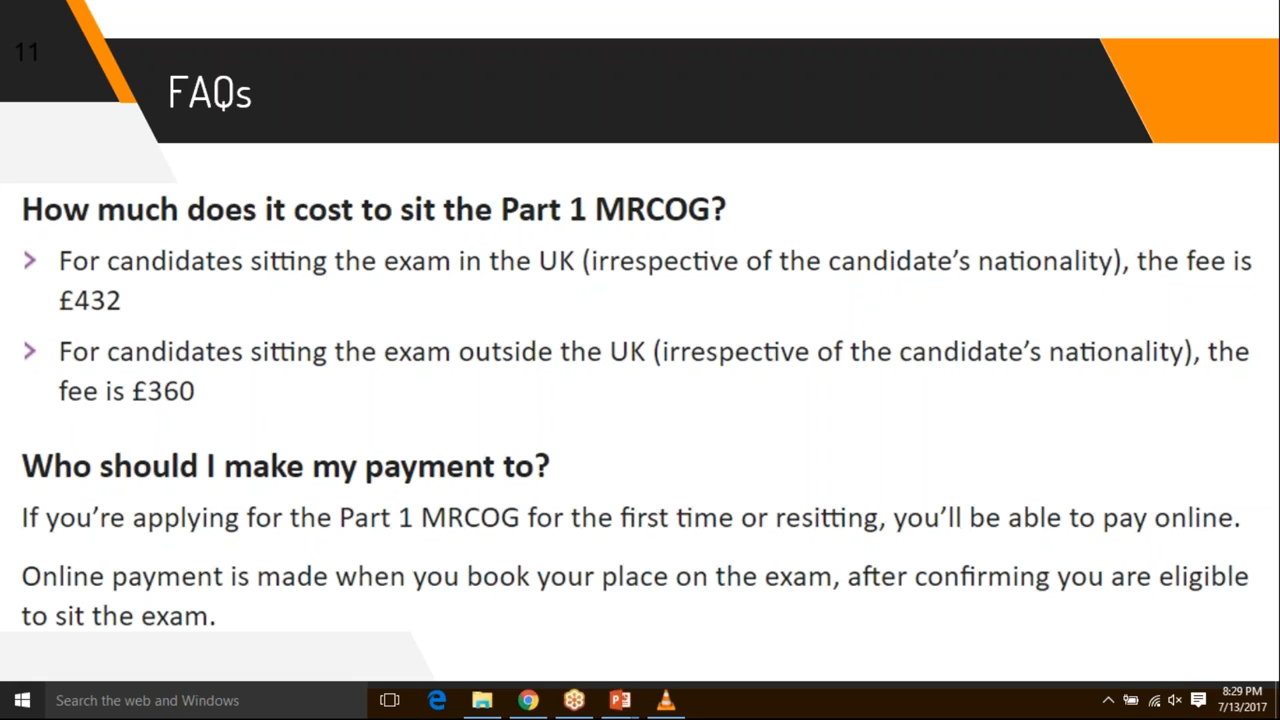 11
FAQs
How much does it cost to sit the Part 1 MRCOG?
For candidates sitting the exam in the UK (irrespective of the candidate’s nationality), the fee is
£432
For candidates sitting the exam outside the UK (irrespective of the candidate’s nationality), the
fee is £360
Who should I make my payment to?
If you’re applying for the Part 1 MRCOG for the first time or resitting, you’ll be able to pay online.
Online payment is made when you book your place on the exam, after confirming you are eligible
to sit the exam.
Search the web and Windows
8:29 PM
7/13/2017